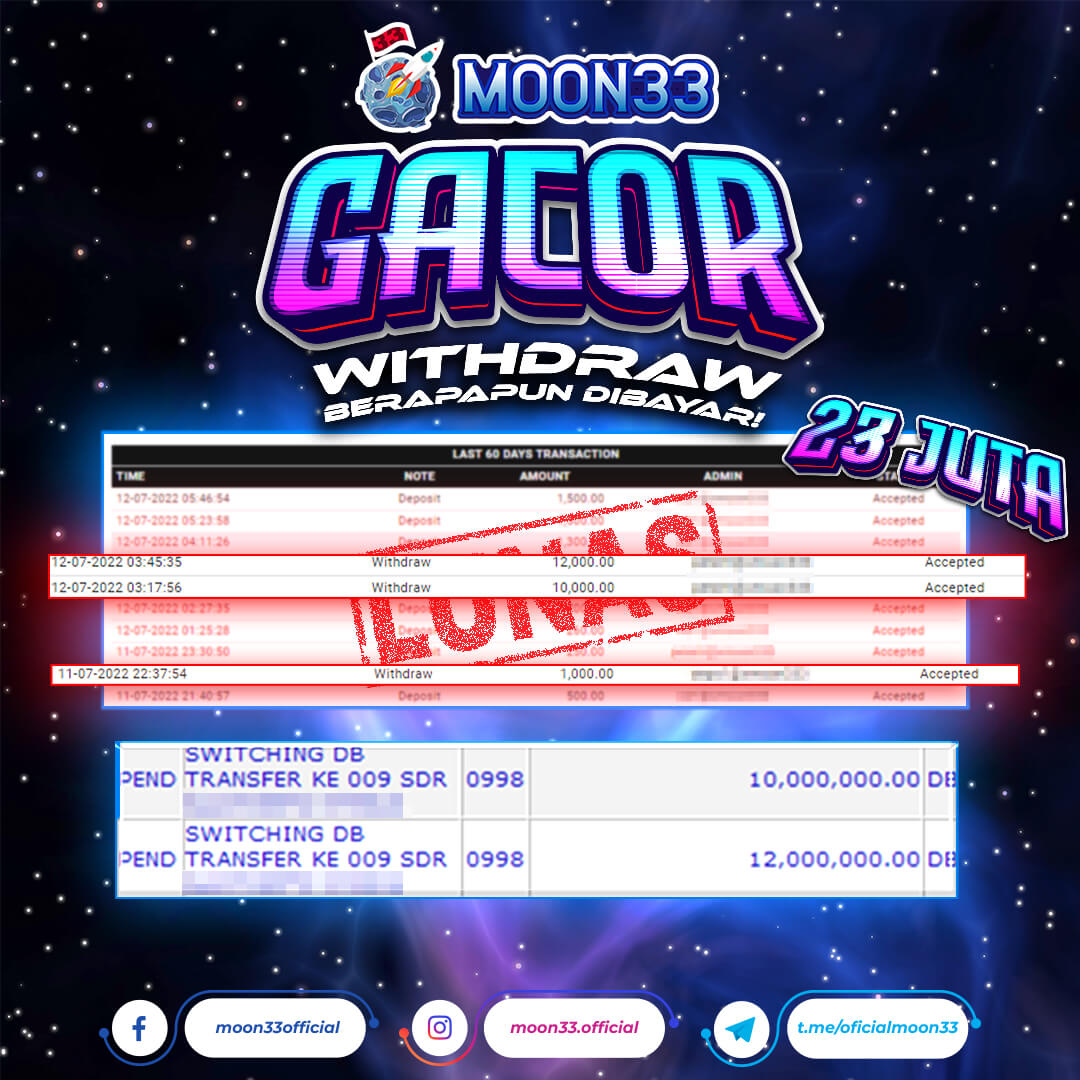 33
MOON33
GACOR
WITHDRAW
BERAPAPUN DIBAYAR!
23 JUTA
LAST 60 DAYS TRANSACTION
TIME NOTE AMOUNT ADMIN
12-07-2022 05:46:54 Deposit 1,500.00 Accepted
12-07-2022 05:23:58 Deposit Accepted
12-07-2022 04:11:26 Deposit Accepted
12-07-2022 03:45:35 Withdraw 12,000.00 Accepted
12-07-2022 03:17:56 Withdraw 10,000.00 Accepted
LUNAS
12-07-2022 02:27:35 Accepted
12-07-2022 01:25:28 Accepted
11-07-2022 23:30:50 Accepted
11-07-2022 22:37:54 Withdraw 1,000.00 Accepted
11-07-2022 21:40:57 Deposit 500.00 Accepted
PEND SWITCHING DB
TRANSFER KE 009 SDR 0998 10,000,000.00 DB
PEND SWITCHING DB
TRANSFER KE 009 SDR 0998 12,000,000.00 DB
moon33official
moon33.official
t.me/oficialmoon33